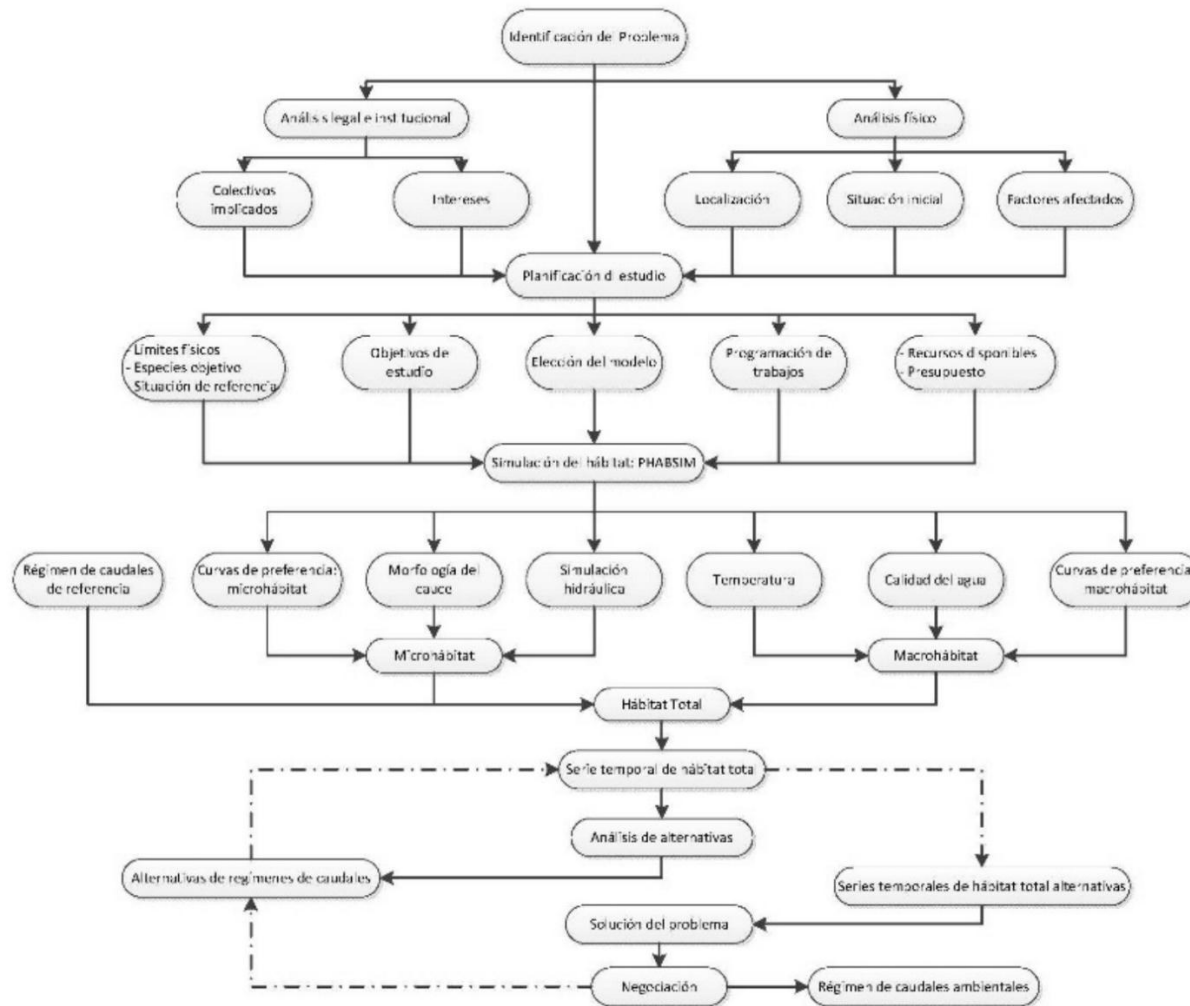 Identificación del Problema
Análisis legal e institucional
Análisis físico
Colectivos
implicados
Intereses
Localización
Situación inicial
Factores afectados
Planificación dl estudio
- Límites físicos
- Especies objetivo
Situación de referencia
Objetivos de
estudio
Elección del modelo
Programación de
trabajos
- Recursos disponibles
- Presupuesto
Simulación del hábitat: PHABSIM
Régimen de caudales
de referencia
Curvas de preferencia:
microhábitat
Morfología del
cauce
Simulación
hidráulica
Temperatura
Calidad del agua
Curvas de preferencia
macrohábitat
Microhábitat
Macrohábitat
Hábitat Total
Serie temporal de hábitat total
Análisis de alternativas
Alternativas de regímenes de caudales
Series temporales de hábitat total alternativas
Solución del problema
Negociación
Régimen de caudales ambientales